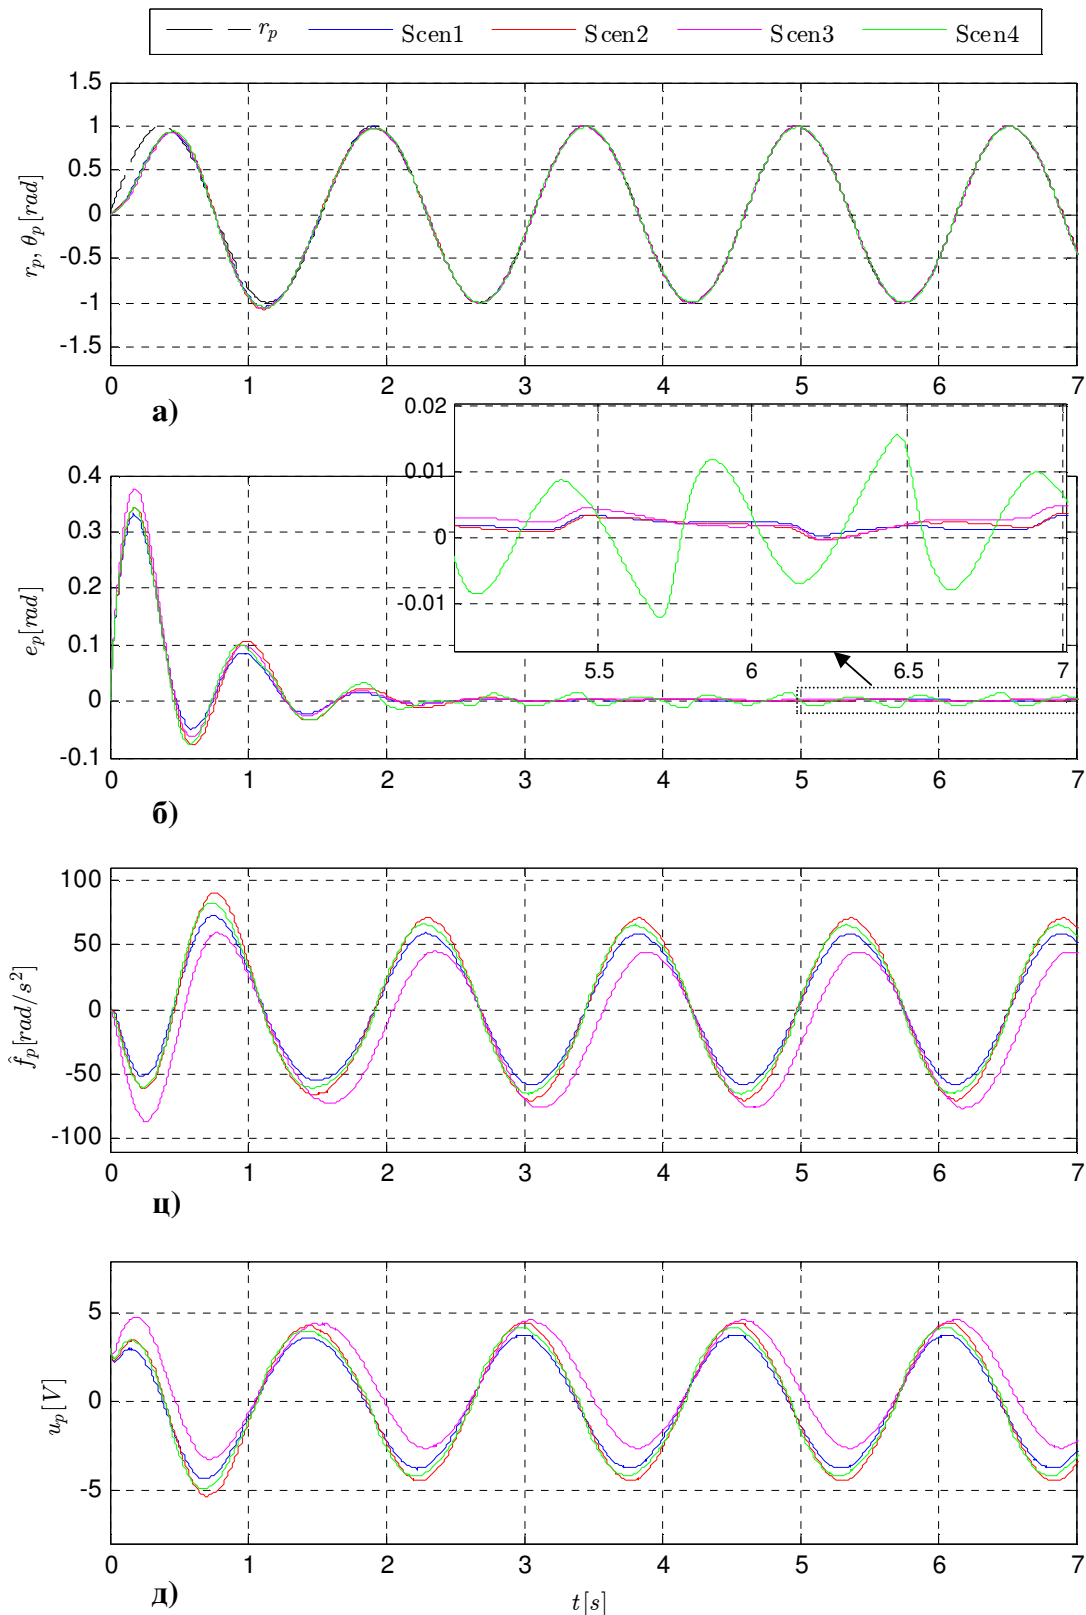 r_p Scen1 Scen2 Scen3 Scen4
1.5
1
0.5
0
-0.5
-1
-1.5
r_p, θ_p [rad]
0 1 2 3 4 5 6 7
а)
0.02
0.01
0
-0.01
5.5 6 6.5 7
0.4
0.3
0.2
0.1
0
-0.1
e_p[rad]
0 1 2 3 4 5 6 7
б)
100
50
0
-50
-100
f̂_p[rad/s²]
0 1 2 3 4 5 6 7
ц)
5
0
-5
u_p[V]
0 1 2 3 4 5 6 7
д)
t[s]